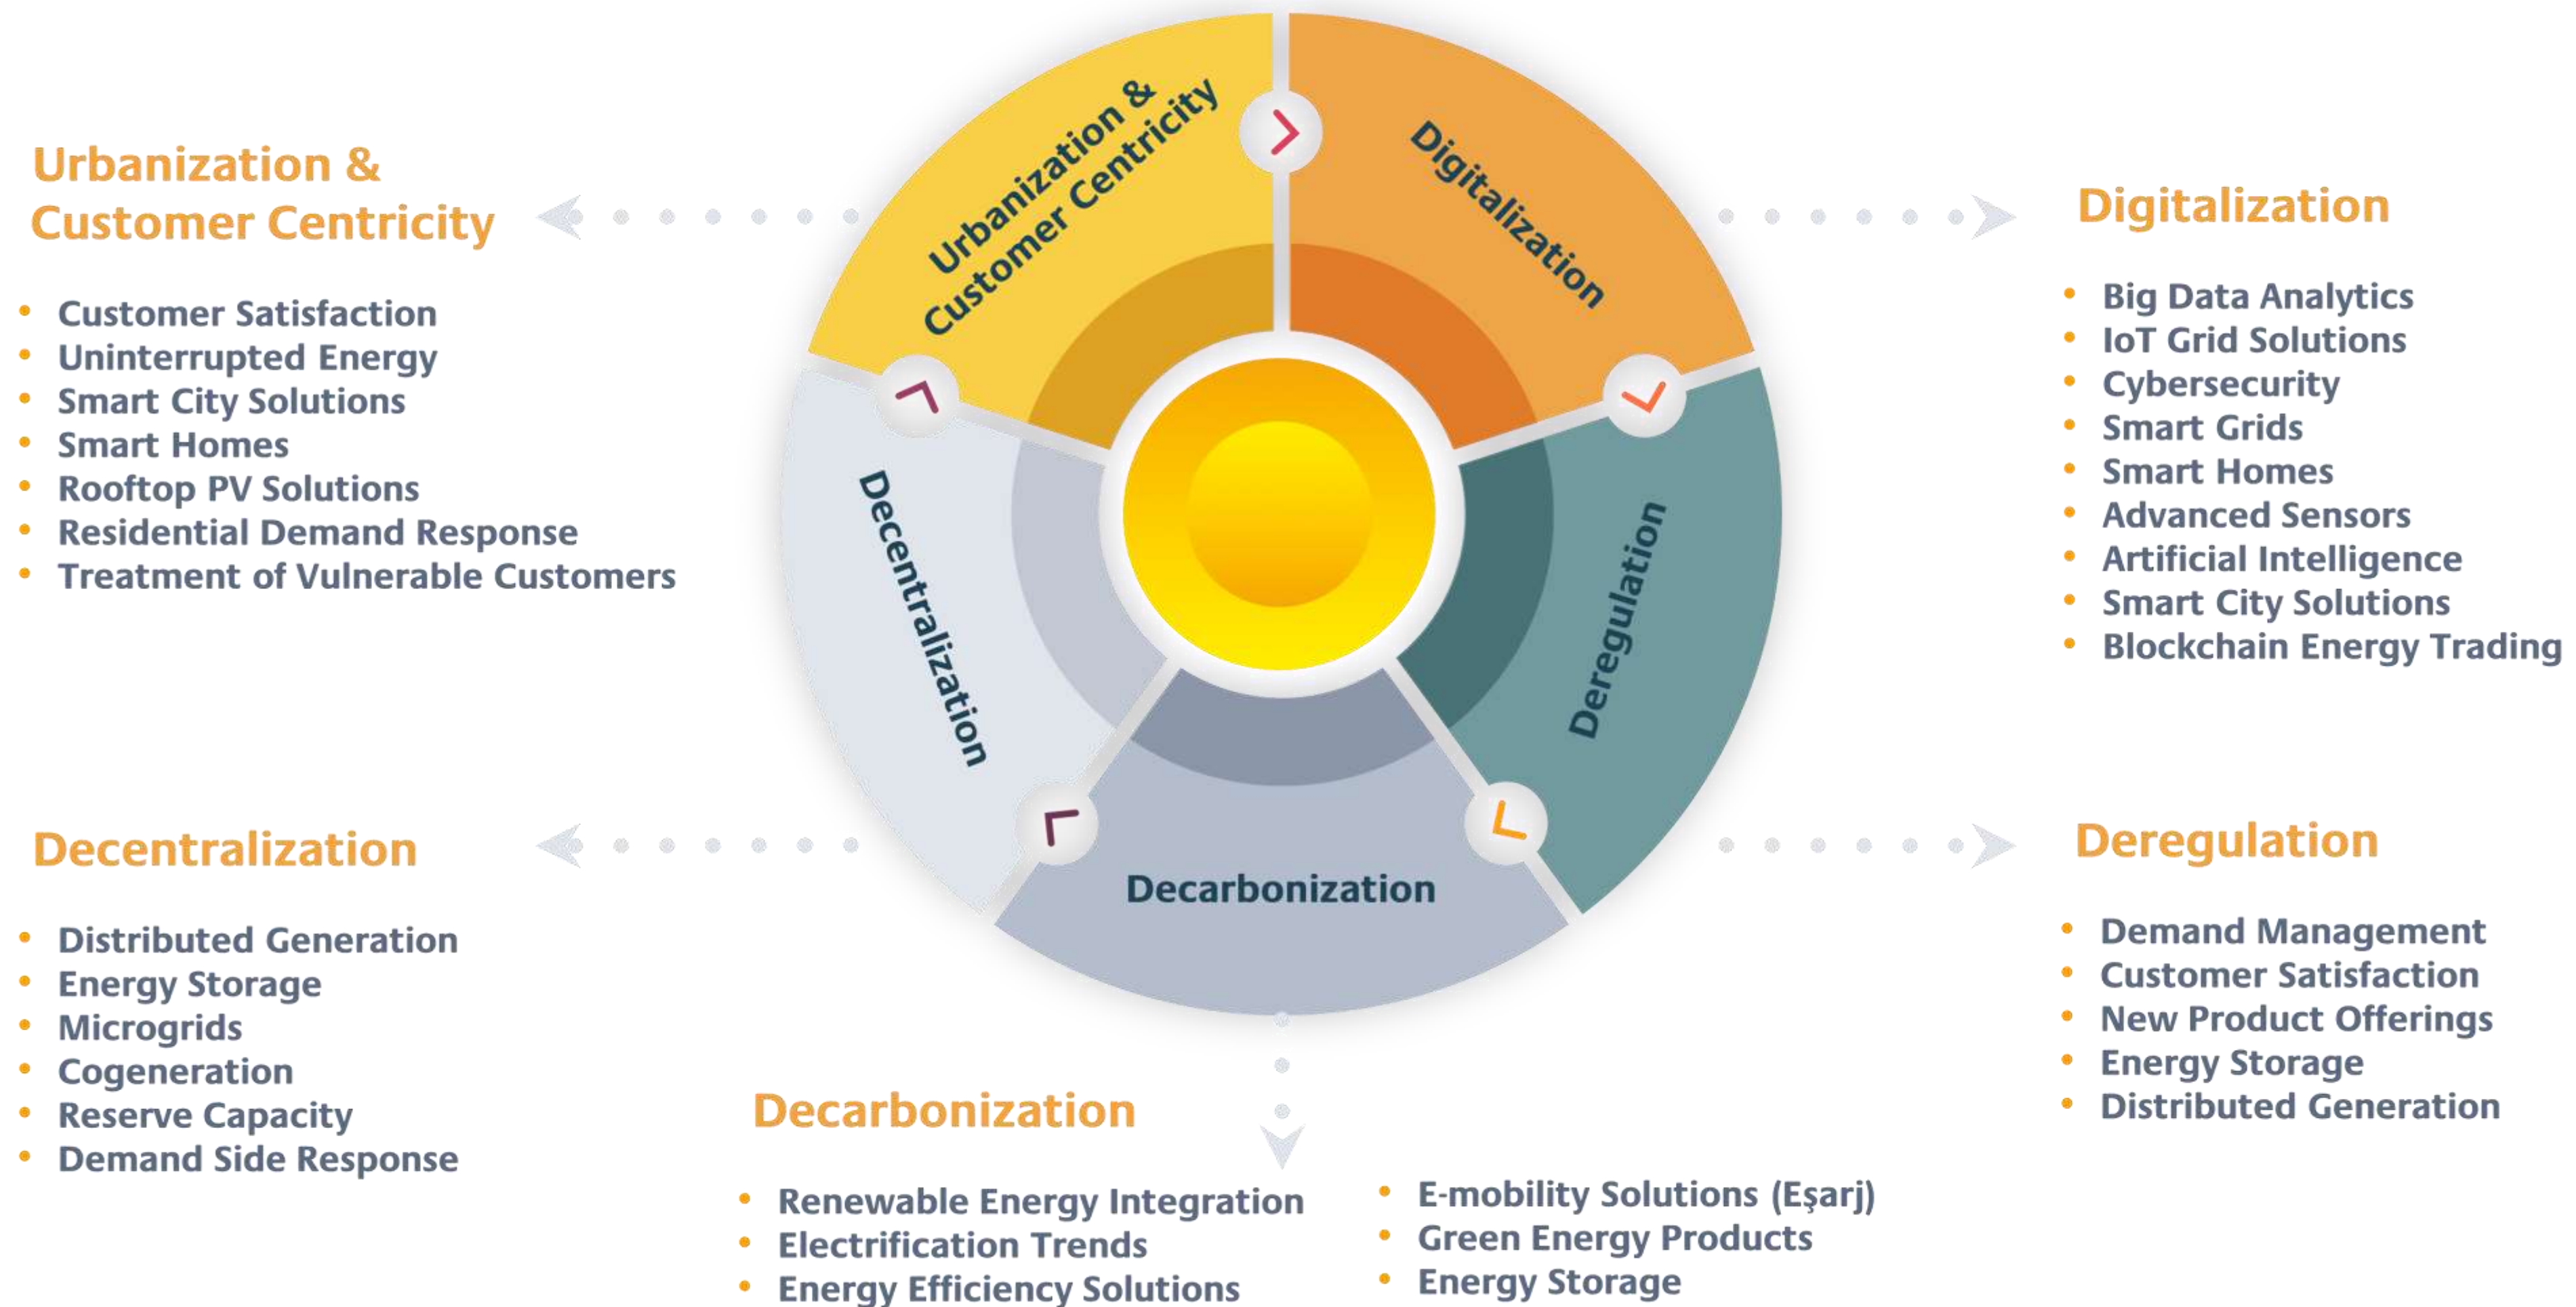 Urbanization &
Customer Centricity
• Customer Satisfaction
• Uninterrupted Energy
• Smart City Solutions
• Smart Homes
• Rooftop PV Solutions
• Residential Demand Response
• Treatment of Vulnerable Customers
Urbanization &
Customer Centricity
Digitalization
Deregulation
Decarbonization
Decentralization
Digitalization
• Big Data Analytics
• IoT Grid Solutions
• Cybersecurity
• Smart Grids
• Smart Homes
• Advanced Sensors
• Artificial Intelligence
• Smart City Solutions
• Blockchain Energy Trading
Decentralization
• Distributed Generation
• Energy Storage
• Microgrids
• Cogeneration
• Reserve Capacity
• Demand Side Response
Decarbonization
• Renewable Energy Integration
• Electrification Trends
• Energy Efficiency Solutions
• E-mobility Solutions (Eşarj)
• Green Energy Products
• Energy Storage
Deregulation
• Demand Management
• Customer Satisfaction
• New Product Offerings
• Energy Storage
• Distributed Generation